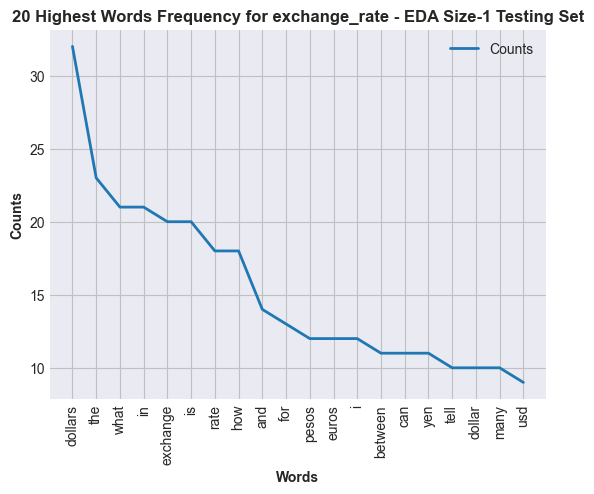 20 Highest Words Frequency for exchange_rate - EDA Size-1 Testing Set
Counts
30
25
20
15
10
Counts
dollars
the
what
in
exchange
is
rate
how
and
for
pesos
euros
i
between
can
yen
tell
dollar
many
usd
Words